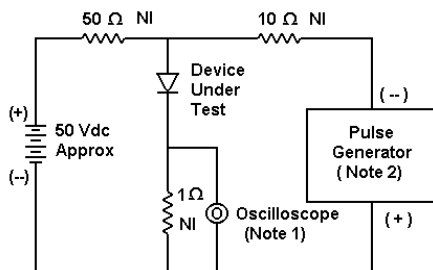 50 Ω NI
10 Ω NI
Device
Under
Test
( -- )
(+)
50 Vdc
Approx
(--)
Pulse
Generator
( Note 2)
1Ω
NI
Oscilloscope
(Note 1)
( + )